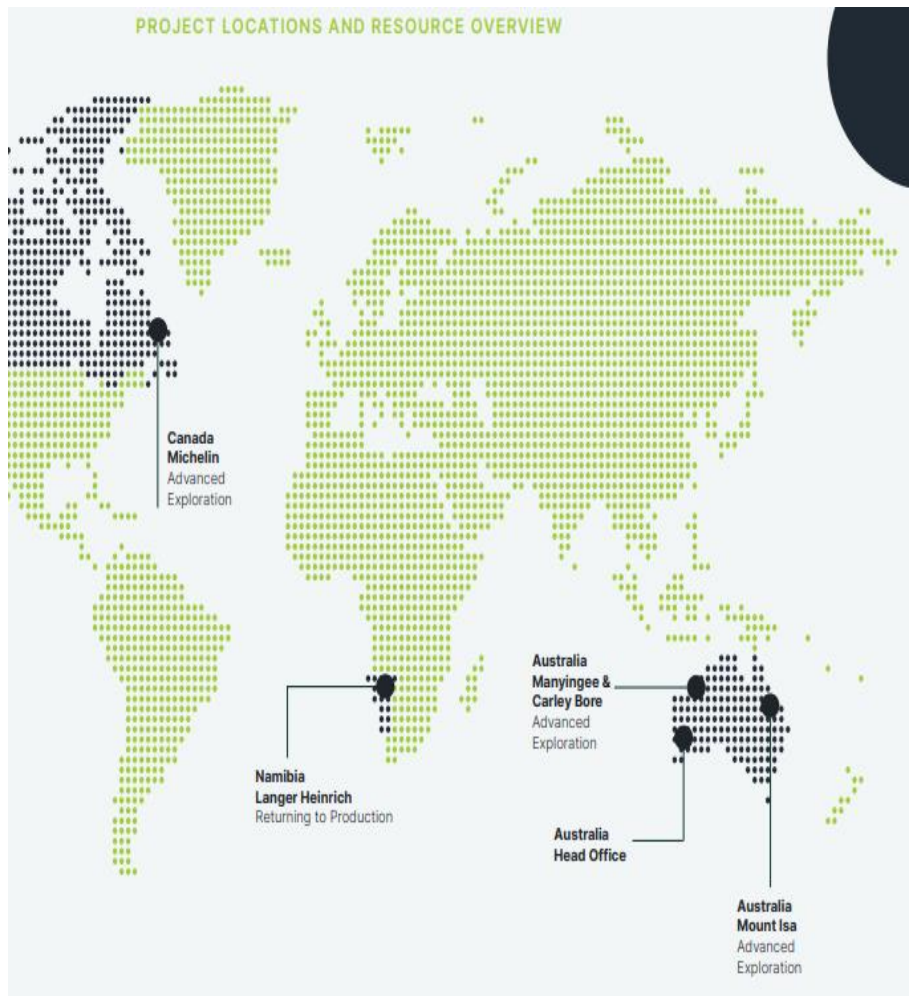 PROJECT LOCATIONS AND RESOURCE OVERVIEW
Canada
Michelin
Advanced
Exploration
Namibia
Langer Heinrich
Returning to Production
Australia
Manyingee &
Carley Bore
Advanced
Exploration
Australia
Head Office
Australia
Mount Isa
Advanced
Exploration